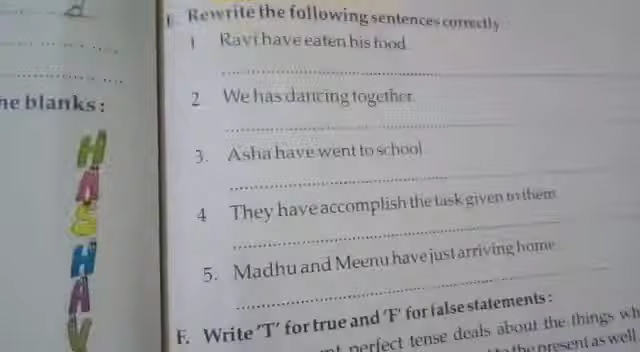 he blanks:
HASHAV
Rewrite the following sentences correctly
1 Ravi have eaten his food.
2 We has dancing together.
3. Asha have went to school
4 They have accomplish the task given to them
5. Madhu and Meenu have just arriving home
F. Write 'T' for true and 'F' for false statements:
perfect tense deals about the things wh
the present as well